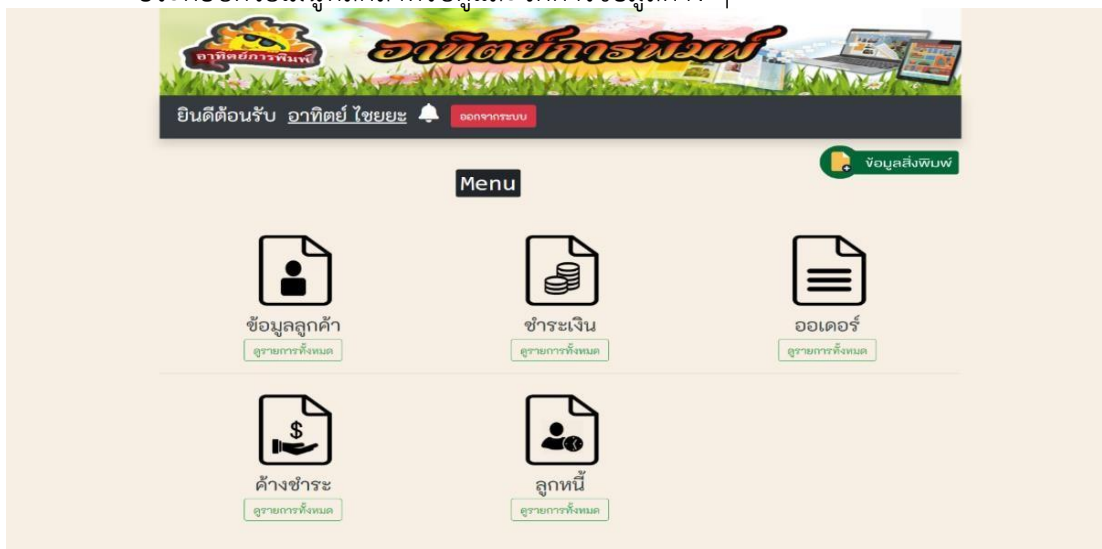 อาทิตย์การพิมพ์
อาทิตย์การพิมพ์
ยินดีต้อนรับ อาทิตย์ ไชยยะ ออกจากระบบ
ข้อมูลสิ่งพิมพ์
Menu
ข้อมูลลูกค้า ชำระเงิน ออเดอร์
ดูรายการทั้งหมด ดูรายการทั้งหมด ดูรายการทั้งหมด
$
ค้างชำระ ลูกหนี้
ดูรายการทั้งหมด ดูรายการทั้งหมด